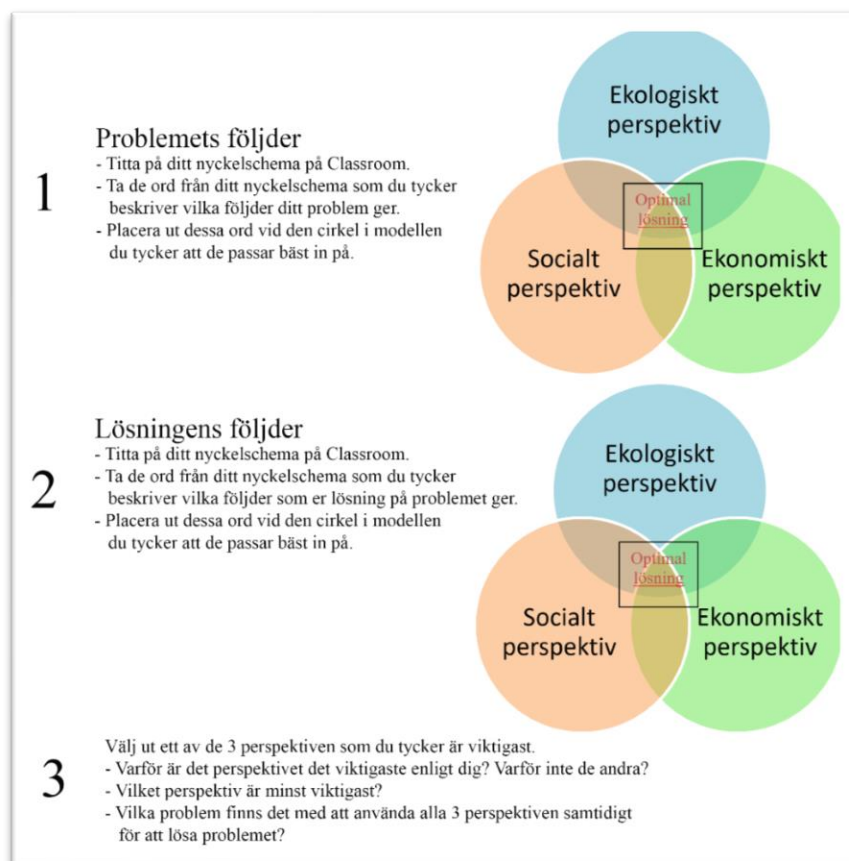 1
Problemets följder
- Titta på ditt nyckelschema på Classroom.
- Ta de ord från ditt nyckelschema som du tycker
beskriver vilka följder ditt problem ger.
- Placera ut dessa ord vid den cirkel i modellen
du tycker att de passar bäst in på.
Ekologiskt
perspektiv
Optimal
lösning
Socialt
perspektiv
Ekonomiskt
perspektiv
2
Lösningens följder
- Titta på ditt nyckelschema på Classroom.
- Ta de ord från ditt nyckelschema som du tycker
beskriver vilka följder som er lösning på problemet ger.
- Placera ut dessa ord vid den cirkel i modellen
du tycker att de passar bäst in på.
Ekologiskt
perspektiv
Optimal
lösning
Socialt
perspektiv
Ekonomiskt
perspektiv
3
Välj ut ett av de 3 perspektiven som du tycker är viktigast.
- Varför är det perspektivet det viktigaste enligt dig? Varför inte de andra?
- Vilket perspektiv är minst viktigast?
- Vilka problem finns det med att använda alla 3 perspektiven samtidigt
för att lösa problemet?